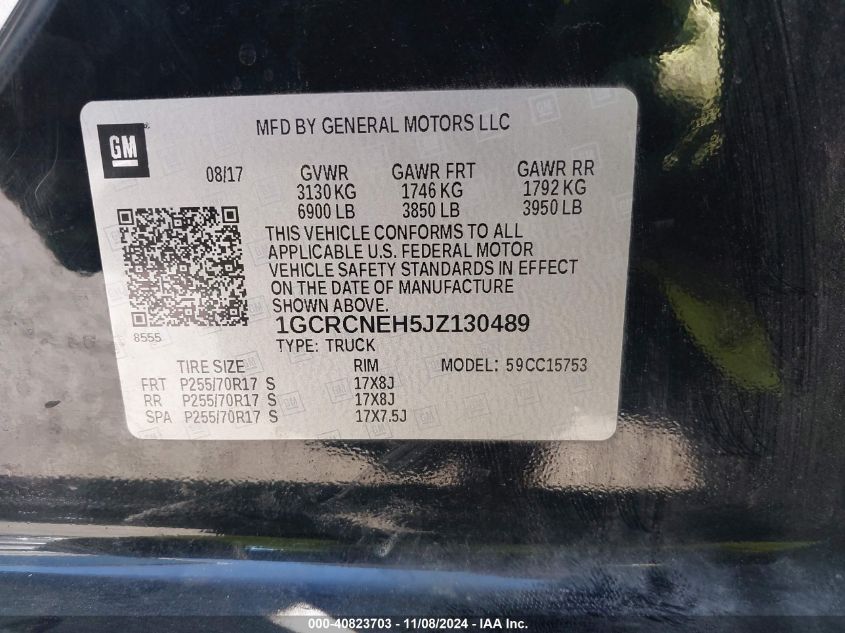 GM
MFD BY GENERAL MOTORS LLC
08/17 GVWR GAWR FRT GAWR RR
3130 KG 1746 KG 1792 KG
6900 LB 3850 LB 3950 LB
THIS VEHICLE CONFORMS TO ALL
APPLICABLE U.S. FEDERAL MOTOR
VEHICLE SAFETY STANDARDS IN EFFECT
ON THE DATE OF MANUFACTURE
SHOWN ABOVE.
8555 1GCRCNEH5JZ130489
TYPE: TRUCK
TIRE SIZE RIM MODEL: 59CC15753
FRT P255/70R17 S 17X8J
RR P255/70R17 S 17X8J
SPA P255/70R17 S 17X7.5J
000-40823703 - 11/08/2024 - IAA Inc.